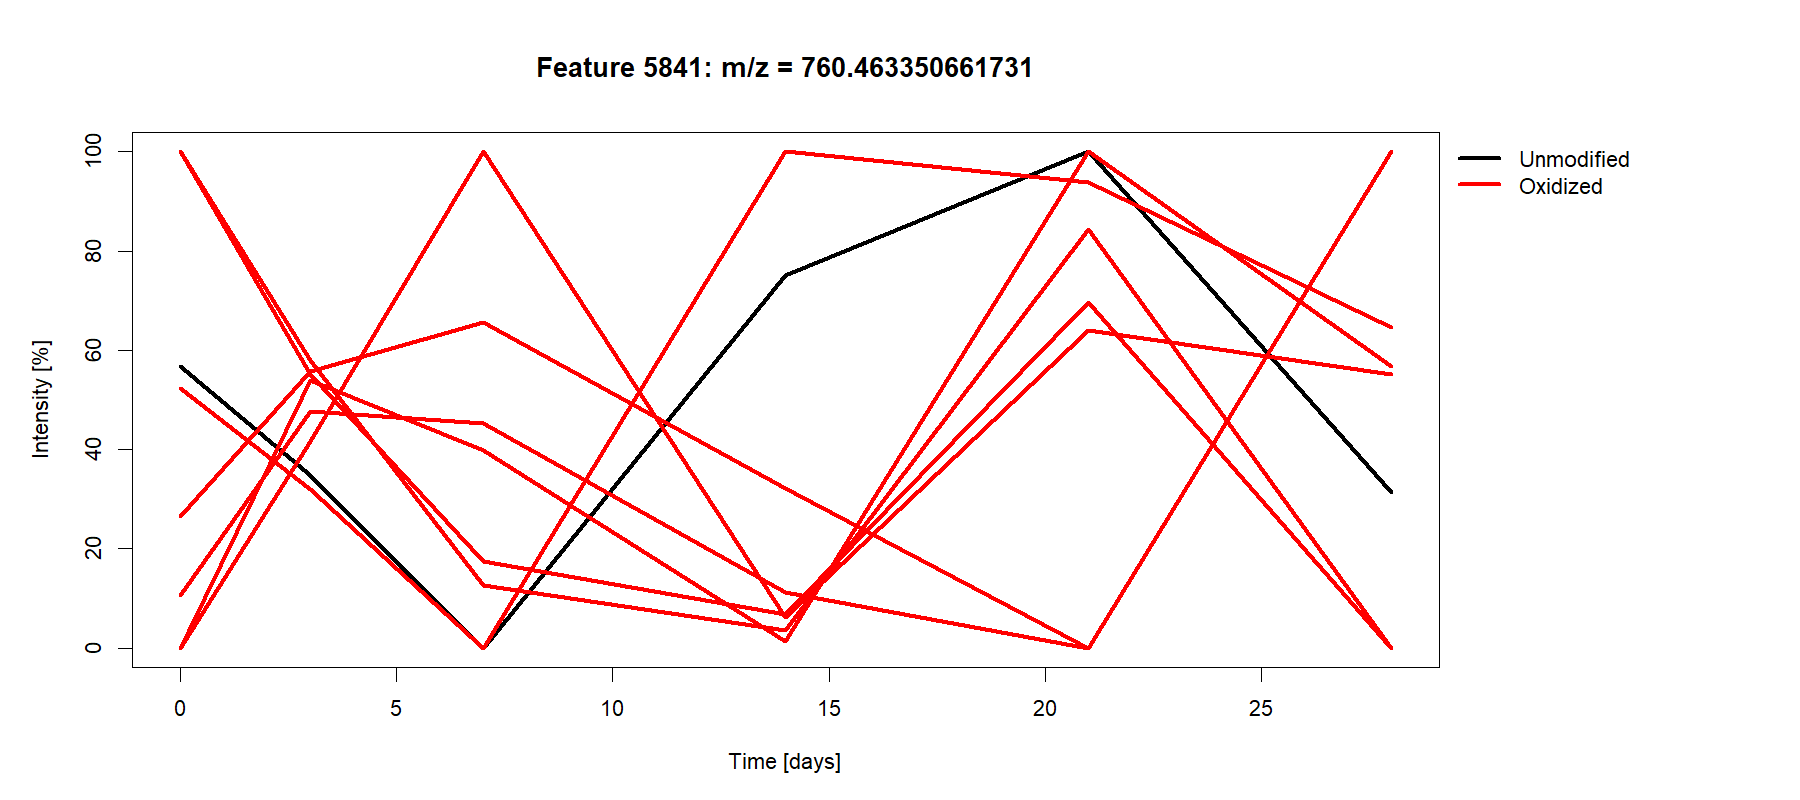 Feature 5841: m/z = 760.463350661731
Unmodified
Oxidized
Intensity [%]
100
80
60
40
20
0
0 5 10 15 20 25
Time [days]